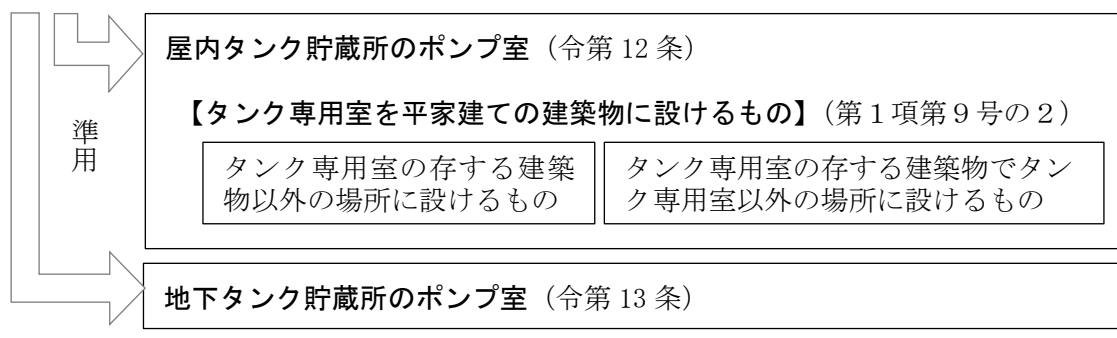 屋内タンク貯蔵所のポンプ室（令第 12 条）
【タンク専用室を平家建ての建築物に設けるもの】（第１項第９号の２）
準用
タンク専用室の存する建築
物以外の場所に設けるもの
タンク専用室の存する建築物でタン
ク専用室以外の場所に設けるもの
地下タンク貯蔵所のポンプ室（令第 13 条）